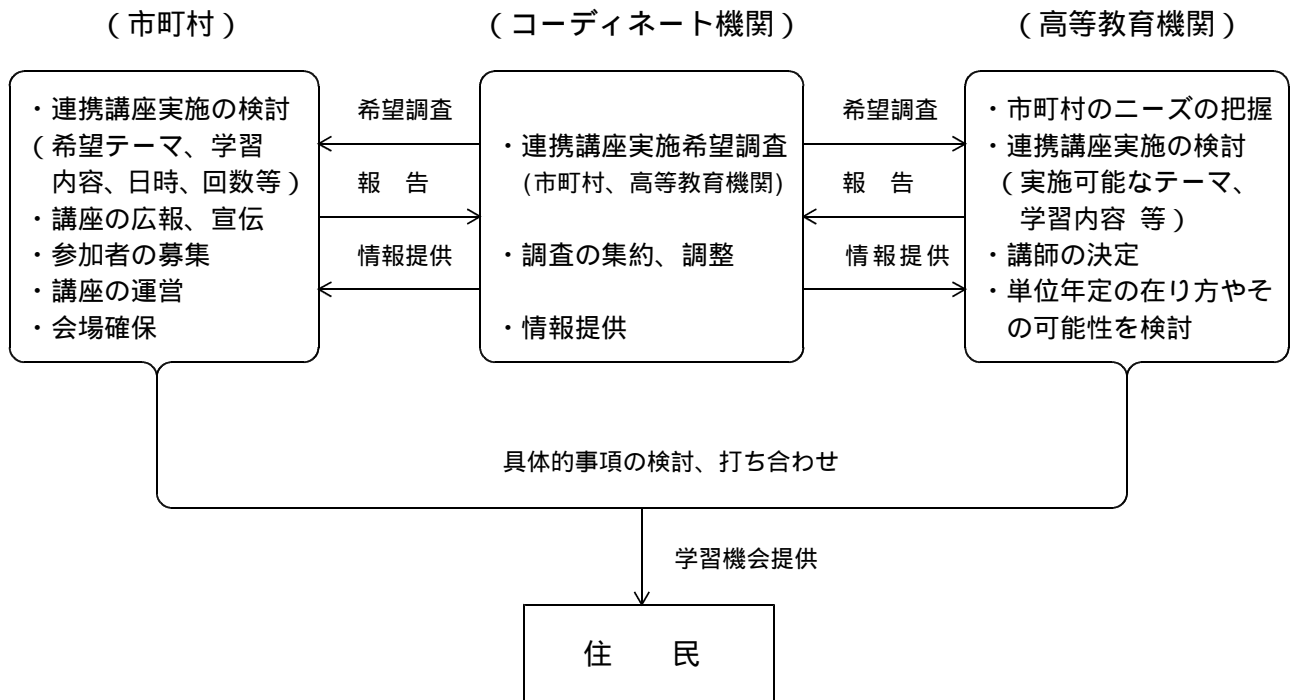 （市町村）
（コーディネート機関）
（高等教育機関）
・連携講座実施の検討
（希望テーマ、学習
内容、日時、回数等）
・講座の広報、宣伝
・参加者の募集
・講座の運営
・会場確保
希望調査
報　告
情報提供
・連携講座実施希望調査
(市町村、高等教育機関)
・調査の集約、調整
・情報提供
希望調査
報　告
情報提供
・市町村のニーズの把握
・連携講座実施の検討
（実施可能なテーマ、
学習内容 等）
・講師の決定
・単位年定の在り方やそ
の可能性を検討
具体的事項の検討、打ち合わせ
学習機会提供
住　　民